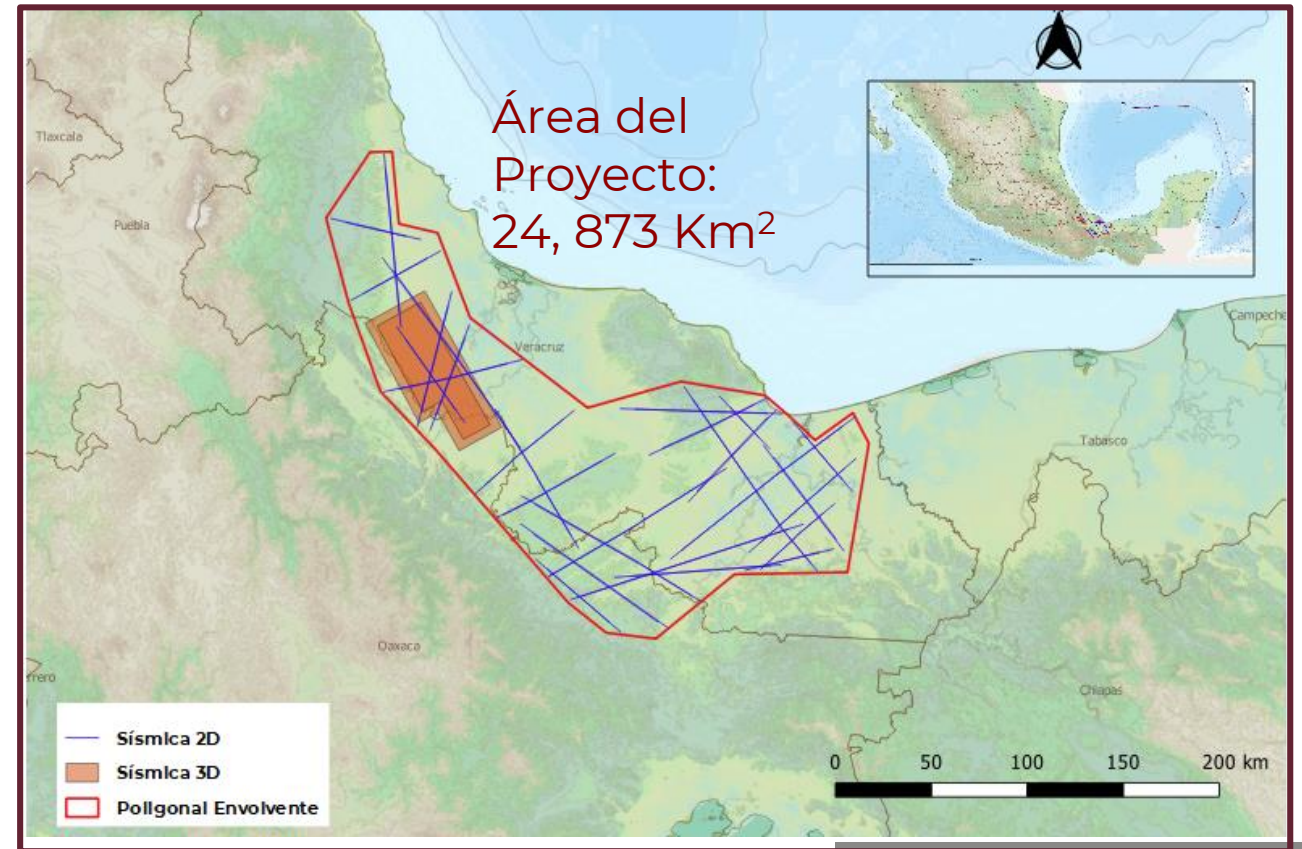 Área del
Proyecto:
24, 873 Km²
Tlaxcala
Puebla
Veracruz
Campeche
Tabasco
Oaxaca
Chiapas
rrero
Sísmica 2D
Sísmica 3D
Poligonal Envolvente
0 50 100 150 200 km